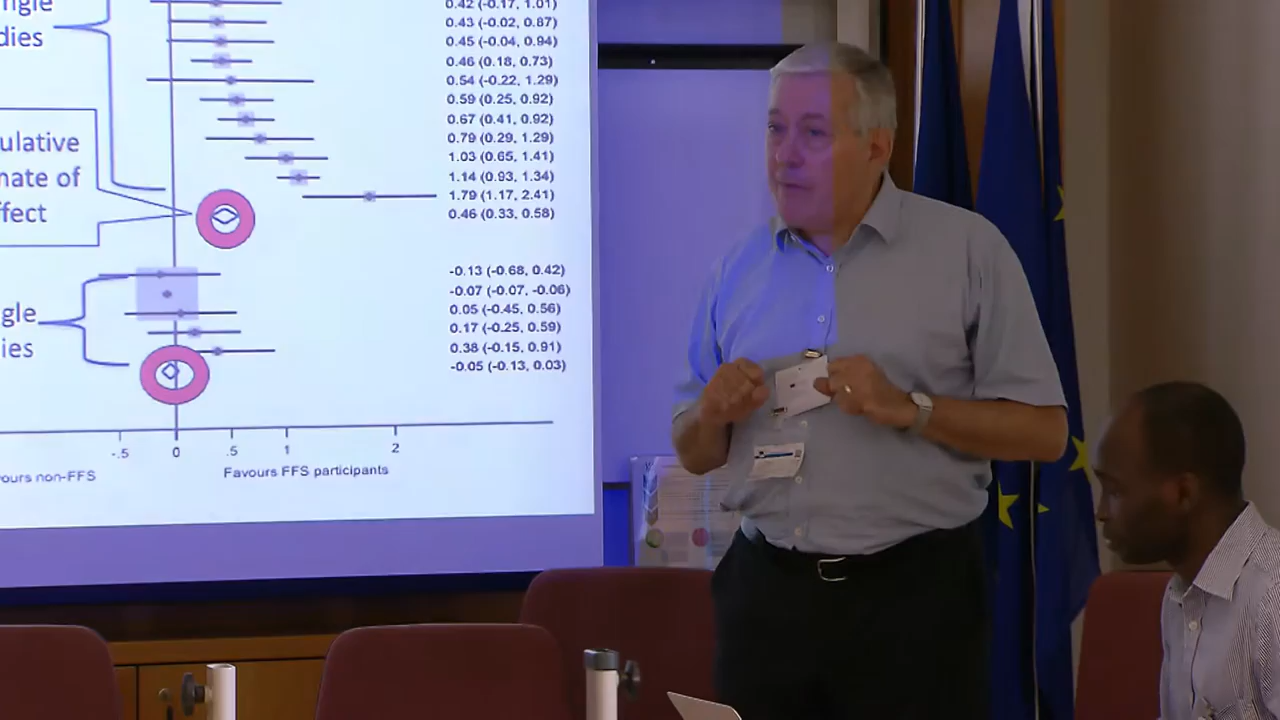 ngle
dies
0.42 (-0.17, 1.01)
0.43 (-0.02, 0.87)
0.45 (-0.04, 0.94)
0.46 (0.18, 0.73)
0.54 (-0.22, 1.29)
0.59 (0.25, 0.92)
0.67 (0.41, 0.92)
0.79 (0.29, 1.29)
1.03 (0.65, 1.41)
1.14 (0.93, 1.34)
1.79 (1.17, 2.41)
0.46 (0.33, 0.58)
ulative
nate of
ffect
-0.13 (-0.68, 0.42)
-0.07 (-0.07, -0.06)
0.05 (-0.45, 0.56)
0.17 (-0.25, 0.59)
0.38 (-0.15, 0.91)
-0.05 (-0.13, 0.03)
gle
ies
-.5 0 .5 1 2
ours non-FFS Favours FFS participants